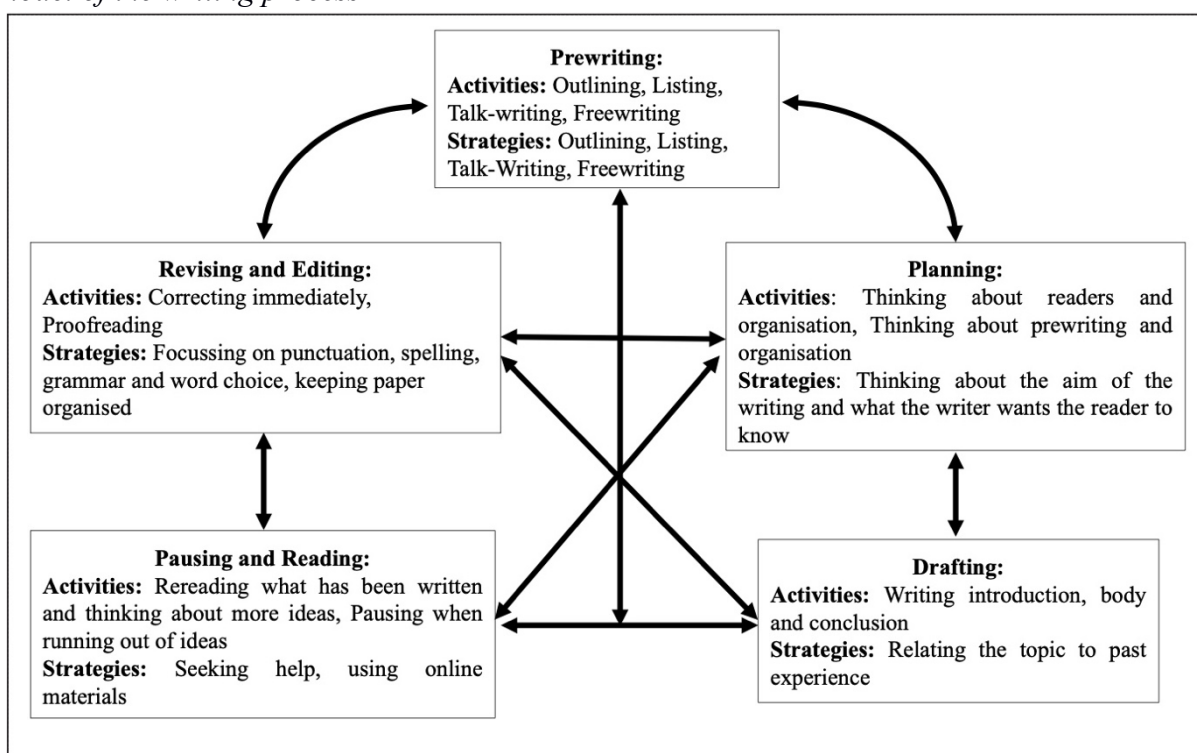 Prewriting:
Activities: Outlining, Listing,
Talk-writing, Freewriting
Strategies: Outlining, Listing,
Talk-Writing, Freewriting
Revising and Editing:
Activities: Correcting immediately,
Proofreading
Strategies: Focussing on punctuation, spelling,
grammar and word choice, keeping paper
organised
Planning:
Activities: Thinking about readers and
organisation, Thinking about prewriting and
organisation
Strategies: Thinking about the aim of the
writing and what the writer wants the reader to
know
Pausing and Reading:
Activities: Rereading what has been written
and thinking about more ideas, Pausing when
running out of ideas
Strategies: Seeking help, using online
materials
Drafting:
Activities: Writing introduction, body
and conclusion
Strategies: Relating the topic to past
experience